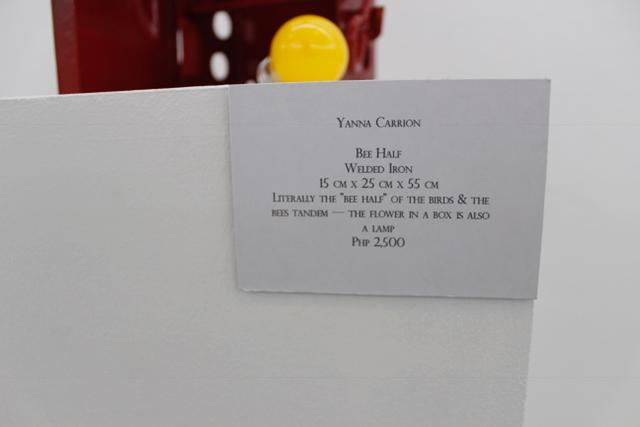 Yanna Carrion
Bee Half
Welded Iron
15 cm x 25 cm x 55 cm
Literally the "bee half" of the birds & the
bees tandem — the flower in a box is also
a lamp
Php 2,500